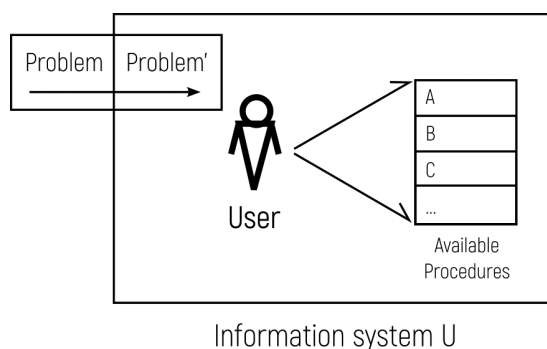 Problem Problem'
User
A
B
C
...
Available
Procedures
Information system U